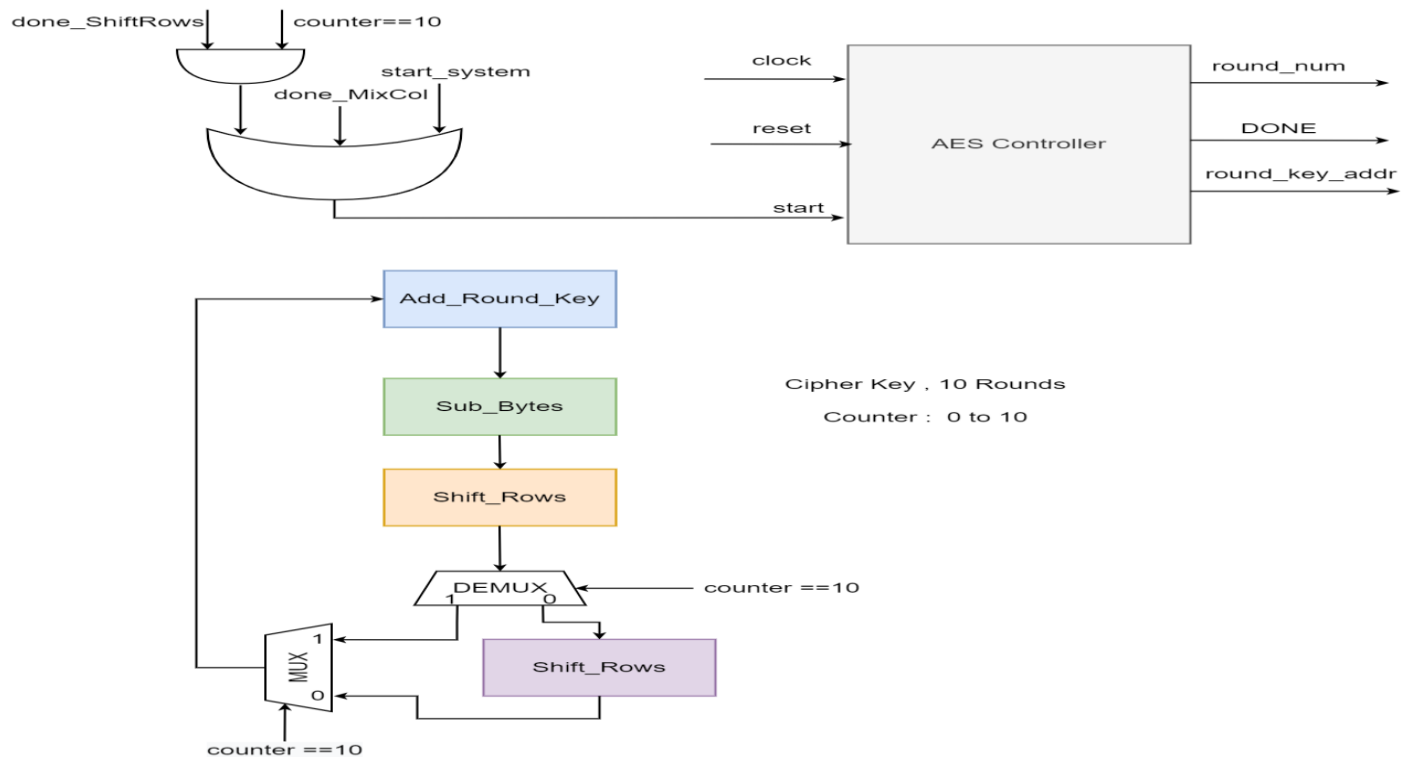 done_ShiftRows
counter==10
start_system
done_MixCol
clock
reset
start
AES Controller
round_num
DONE
round_key_addr
Add_Round_Key
Sub_Bytes
Shift_Rows
DEMUX
1 0
counter ==10
Shift_Rows
MUX
1
0
counter ==10
Cipher Key , 10 Rounds
Counter : 0 to 10